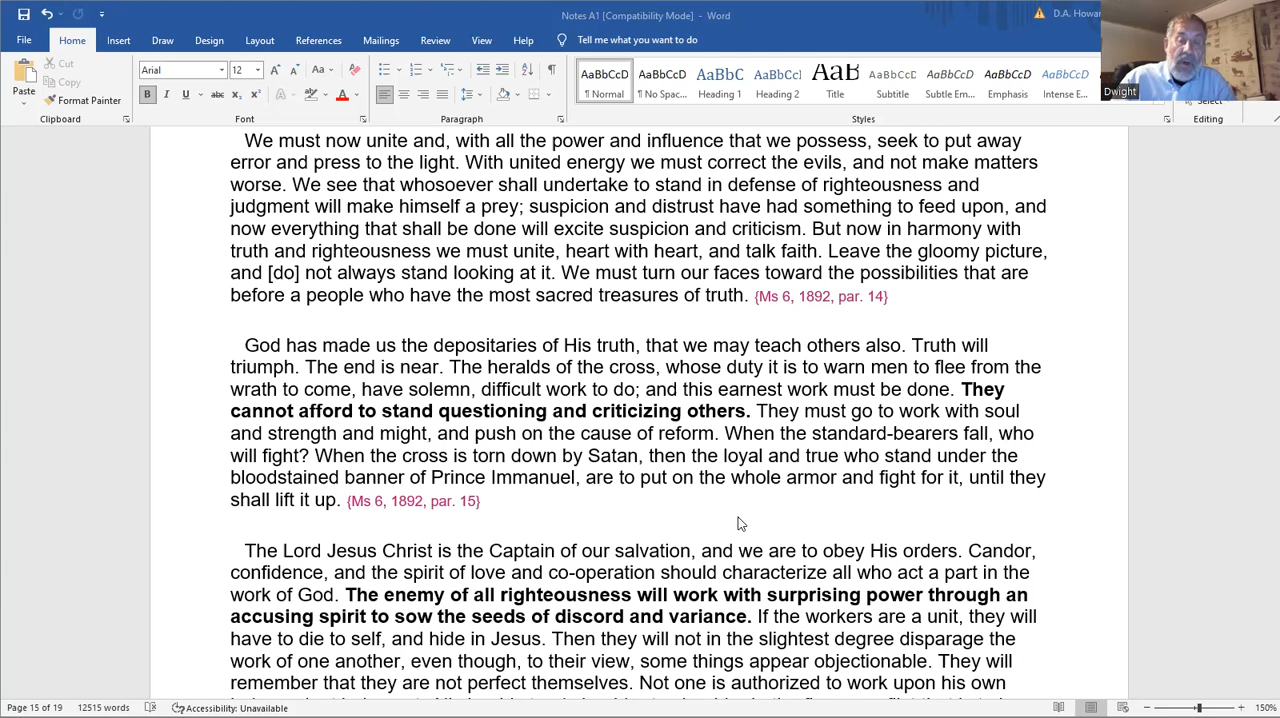 Notes A1 [Compatibility Mode] - Word
D.A. Howar
File Home Insert Draw Design Layout References Mailings Review View Help Tell me what you want to do
Paste
Cut
Copy
Format Painter
Arial 12
AaBbCcD AaBbCcD AaBbC AaBbCc AaB AaBbCcD AaBbCcD AaBbCcD AaBbCcD
¶ Normal ¶ No Spac... Heading 1 Heading 2 Title Subtitle Subtle Em... Emphasis Intense E...
Select
Clipboard Font Paragraph Styles Editing
Dwight
We must now unite and, with all the power and influence that we possess, seek to put away
error and press to the light. With united energy we must correct the evils, and not make matters
worse. We see that whosoever shall undertake to stand in defense of righteousness and
judgment will make himself a prey; suspicion and distrust have had something to feed upon, and
now everything that shall be done will excite suspicion and criticism. But now in harmony with
truth and righteousness we must unite, heart with heart, and talk faith. Leave the gloomy picture,
and [do] not always stand looking at it. We must turn our faces toward the possibilities that are
before a people who have the most sacred treasures of truth. {Ms 6, 1892, par. 14}
God has made us the depositaries of His truth, that we may teach others also. Truth will
triumph. The end is near. The heralds of the cross, whose duty it is to warn men to flee from the
wrath to come, have solemn, difficult work to do; and this earnest work must be done. They
cannot afford to stand questioning and criticizing others. They must go to work with soul
and strength and might, and push on the cause of reform. When the standard-bearers fall, who
will fight? When the cross is torn down by Satan, then the loyal and true who stand under the
bloodstained banner of Prince Immanuel, are to put on the whole armor and fight for it, until they
shall lift it up. {Ms 6, 1892, par. 15}
The Lord Jesus Christ is the Captain of our salvation, and we are to obey His orders. Candor,
confidence, and the spirit of love and co-operation should characterize all who act a part in the
work of God. The enemy of all righteousness will work with surprising power through an
accusing spirit to sow the seeds of discord and variance. If the workers are a unit, they will
have to die to self, and hide in Jesus. Then they will not in the slightest degree disparage the
work of one another, even though, to their view, some things appear objectionable. They will
remember that they are not perfect themselves. Not one is authorized to work upon his own
Page 15 of 19 12515 words Accessibility: Unavailable 150%